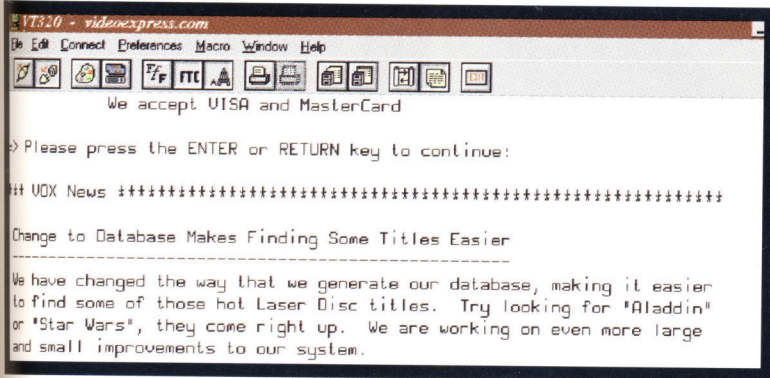 VT320 - videoexpress.com
File Edit Connect Preferences Macro Window Help
We accept VISA and MasterCard
=> Please press the ENTER or RETURN key to continue:
*** VOX News *************************************************************
Change to Database Makes Finding Some Titles Easier
---------------------------------------------------
We have changed the way that we generate our database, making it easier
to find some of those hot Laser Disc titles.  Try looking for "Aladdin"
or "Star Wars", they come right up.  We are working on even more large
and small improvements to our system.